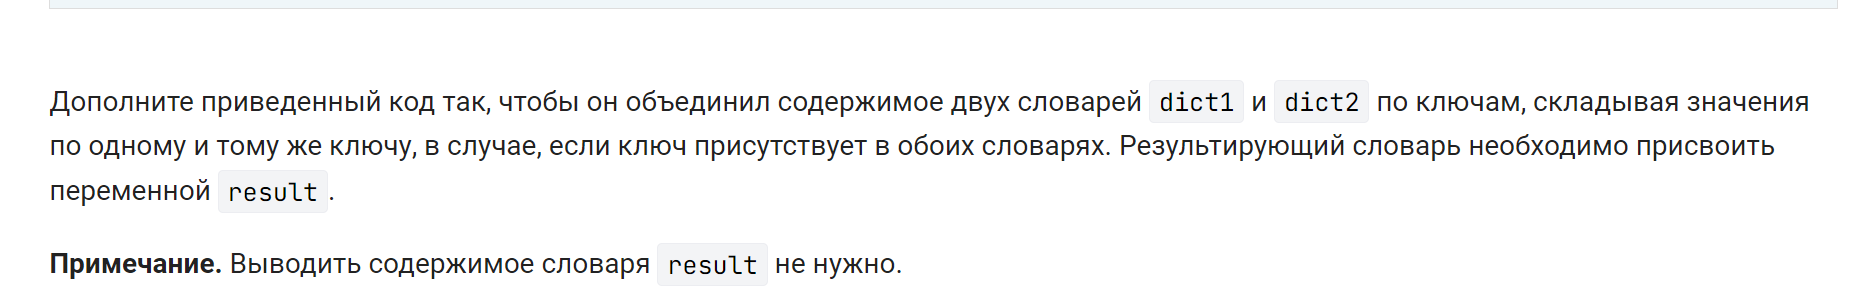 Дополните приведенный код так, чтобы он объединил содержимое двух словарей dict1 и dict2 по ключам, складывая значения
по одному и тому же ключу, в случае, если ключ присутствует в обоих словарях. Результирующий словарь необходимо присвоить
переменной result.
Примечание. Выводить содержимое словаря result не нужно.